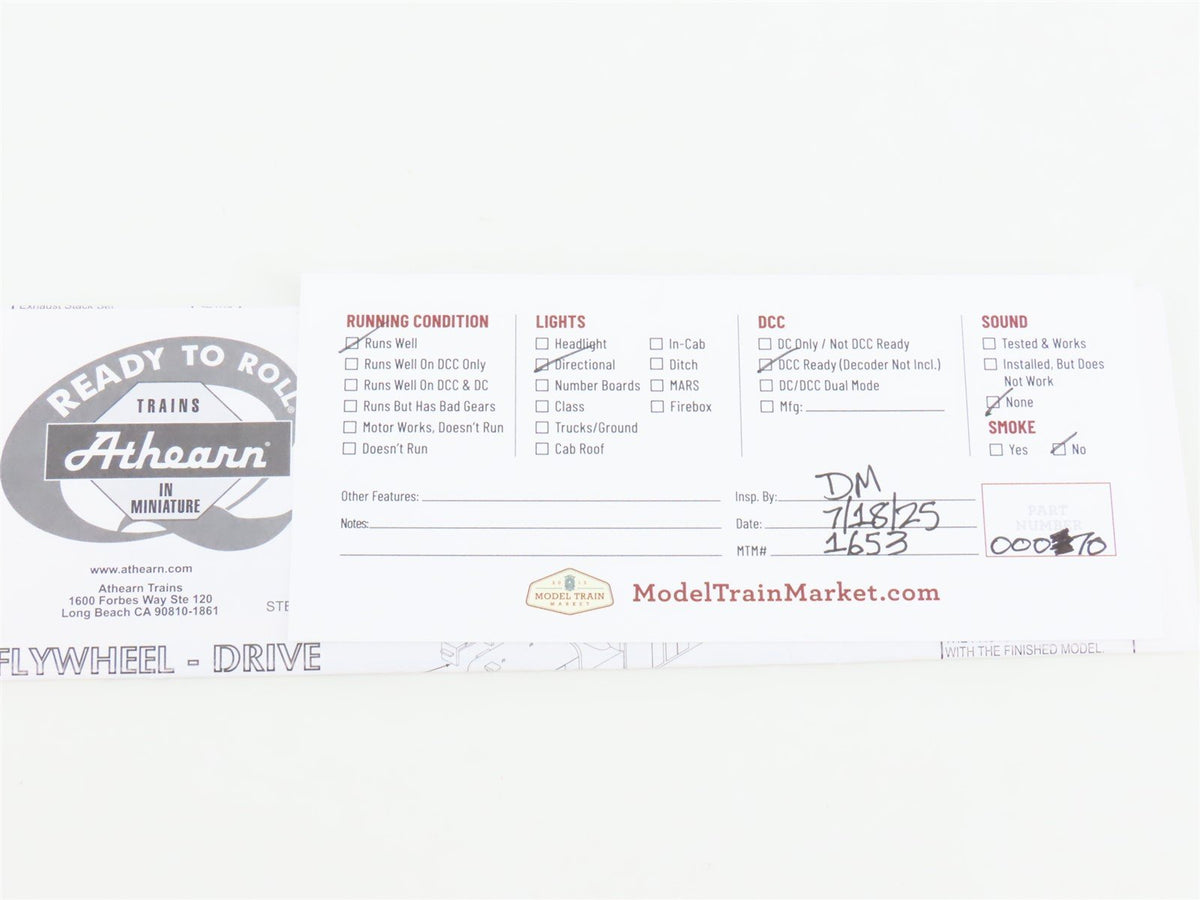 Exhaust Stack Set
READY TO ROLL
®
TRAINS
Athearn®
IN
MINIATURE
www.athearn.com
Athearn Trains
1600 Forbes Way Ste 120
Long Beach CA 90810-1861
STE
FLYWHEEL - DRIVE
RUNNING CONDITION
Runs Well
Runs Well On DCC Only
Runs Well On DCC & DC
Runs But Has Bad Gears
Motor Works, Doesn't Run
Doesn't Run
LIGHTS
Headlight
Directional
Number Boards
Class
Trucks/Ground
Cab Roof
In-Cab
Ditch
MARS
Firebox
DCC
DC Only / Not DCC Ready
DCC Ready (Decoder Not Incl.)
DC/DCC Dual Mode
Mfg:
SOUND
Tested & Works
Installed, But Does
Not Work
None
SMOKE
Yes No
Other Features:
Notes:
Insp. By: DM
Date: 7/18/25
MTM# 1653
PART
NUMBER
000 70
2013
MODEL TRAIN
MARKET
ModelTrainMarket.com
WITH THE FINISHED MODEL.